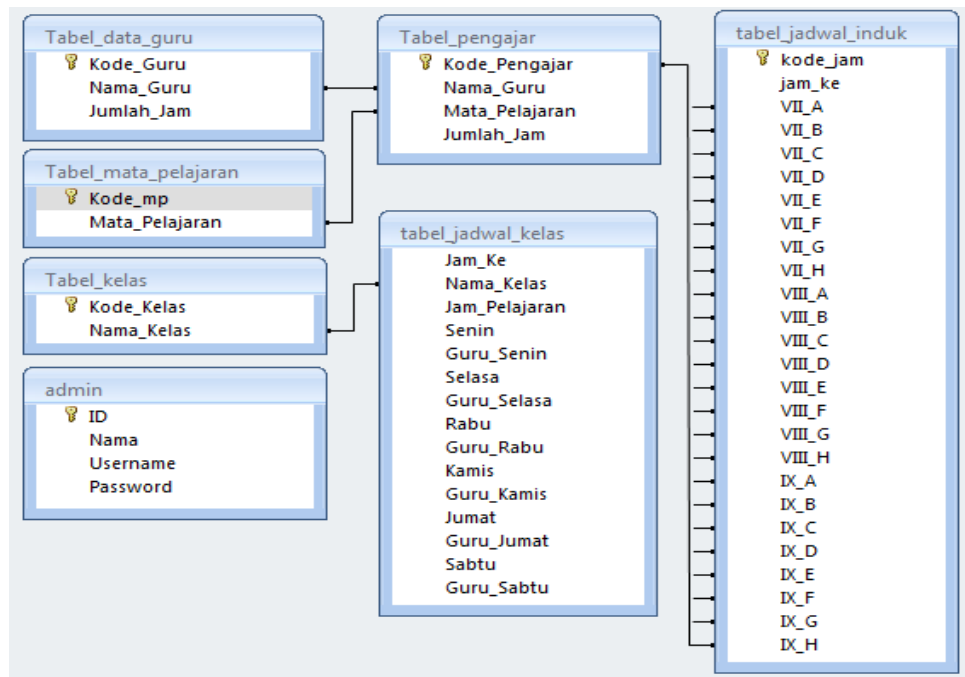 Tabel_data_guru
Kode_Guru
Nama_Guru
Jumlah_Jam
Tabel_mata_pelajaran
Kode_mp
Mata_Pelajaran
Tabel_kelas
Kode_Kelas
Nama_Kelas
admin
ID
Nama
Username
Password
Tabel_pengajar
Kode_Pengajar
Nama_Guru
Mata_Pelajaran
Jumlah_Jam
tabel_jadwal_kelas
Jam_Ke
Nama_Kelas
Jam_Pelajaran
Senin
Guru_Senin
Selasa
Guru_Selasa
Rabu
Guru_Rabu
Kamis
Guru_Kamis
Jumat
Guru_Jumat
Sabtu
Guru_Sabtu
tabel_jadwal_induk
kode_jam
jam_ke
VII_A
VII_B
VII_C
VII_D
VII_E
VII_F
VII_G
VII_H
VIII_A
VIII_B
VIII_C
VIII_D
VIII_E
VIII_F
VIII_G
VIII_H
IX_A
IX_B
IX_C
IX_D
IX_E
IX_F
IX_G
IX_H